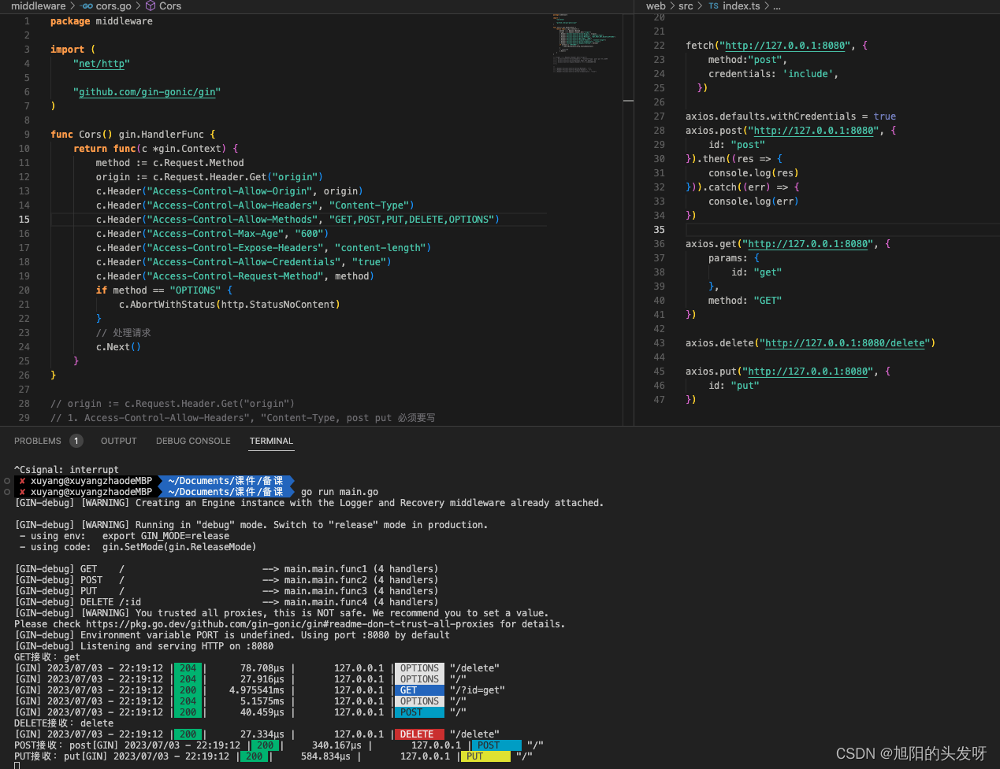 middleware > GO cors.go > Cors
1 package middleware
2
3 import (
4 "net/http"
5
6 "github.com/gin-gonic/gin"
7 )
8
9 func Cors() gin.HandlerFunc {
10 return func(c *gin.Context) {
11 method := c.Request.Method
12 origin := c.Request.Header.Get("origin")
13 c.Header("Access-Control-Allow-Origin", origin)
14 c.Header("Access-Control-Allow-Headers", "Content-Type")
15 c.Header("Access-Control-Allow-Methods", "GET,POST,PUT,DELETE,OPTIONS")
16 c.Header("Access-Control-Max-Age", "600")
17 c.Header("Access-Control-Expose-Headers", "content-length")
18 c.Header("Access-Control-Allow-Credentials", "true")
19 c.Header("Access-Control-Request-Method", method)
20 if method == "OPTIONS" {
21 c.AbortWithStatus(http.StatusNoContent)
22 }
23 // 处理请求
24 c.Next()
25 }
26 }
27
28 // origin := c.Request.Header.Get("origin")
29 // 1. Access-Control-Allow-Headers", "Content-Type, post put 必须要写
web > src > TS index.ts > ...
20
21
22 fetch("http://127.0.0.1:8080", {
23 method:"post",
24 credentials: 'include',
25 })
26
27 axios.defaults.withCredentials = true
28 axios.post("http://127.0.0.1:8080", {
29 id: "post"
30 }).then((res => {
31 console.log(res)
32 })).catch((err) => {
33 console.log(err)
34 })
35
36 axios.get("http://127.0.0.1:8080", {
37 params: {
38 id: "get"
39 },
40 method: "GET"
41 })
42
43 axios.delete("http://127.0.0.1:8080/delete")
44
45 axios.put("http://127.0.0.1:8080", {
46 id: "put"
47 })
PROBLEMS 1 OUTPUT DEBUG CONSOLE TERMINAL
^Csignal: interrupt
✘ xuyang@xuyangzhaodeMBP ~/Documents/课件/备课
✘ xuyang@xuyangzhaodeMBP ~/Documents/课件/备课 go run main.go
[GIN-debug] [WARNING] Creating an Engine instance with the Logger and Recovery middleware already attached.
[GIN-debug] [WARNING] Running in "debug" mode. Switch to "release" mode in production.
- using env: export GIN_MODE=release
- using code: gin.SetMode(gin.ReleaseMode)
[GIN-debug] GET / --> main.main.func1 (4 handlers)
[GIN-debug] POST / --> main.main.func2 (4 handlers)
[GIN-debug] PUT / --> main.main.func3 (4 handlers)
[GIN-debug] DELETE /:id --> main.main.func4 (4 handlers)
[GIN-debug] [WARNING] You trusted all proxies, this is NOT safe. We recommend you to set a value.
Please check https://pkg.go.dev/github.com/gin-gonic/gin#readme-don-t-trust-all-proxies for details.
[GIN-debug] Environment variable PORT is undefined. Using port :8080 by default
[GIN-debug] Listening and serving HTTP on :8080
GET接收: get
[GIN] 2023/07/03 - 22:19:12 | 204 | 78.708µs | 127.0.0.1 | OPTIONS "/delete"
[GIN] 2023/07/03 - 22:19:12 | 204 | 27.916µs | 127.0.0.1 | OPTIONS "/"
[GIN] 2023/07/03 - 22:19:12 | 200 | 4.975541ms | 127.0.0.1 | GET "/?id=get"
[GIN] 2023/07/03 - 22:19:12 | 204 | 5.1575ms | 127.0.0.1 | OPTIONS "/"
[GIN] 2023/07/03 - 22:19:12 | 200 | 40.459µs | 127.0.0.1 | POST "/"
DELETE接收: delete
[GIN] 2023/07/03 - 22:19:12 | 200 | 27.334µs | 127.0.0.1 | DELETE "/delete"
POST接收: post[GIN] 2023/07/03 - 22:19:12 | 200 | 340.167µs | 127.0.0.1 | POST "/"
PUT接收: put[GIN] 2023/07/03 - 22:19:12 | 200 | 584.834µs | 127.0.0.1 | PUT "/"
CSDN @旭阳的头发呀